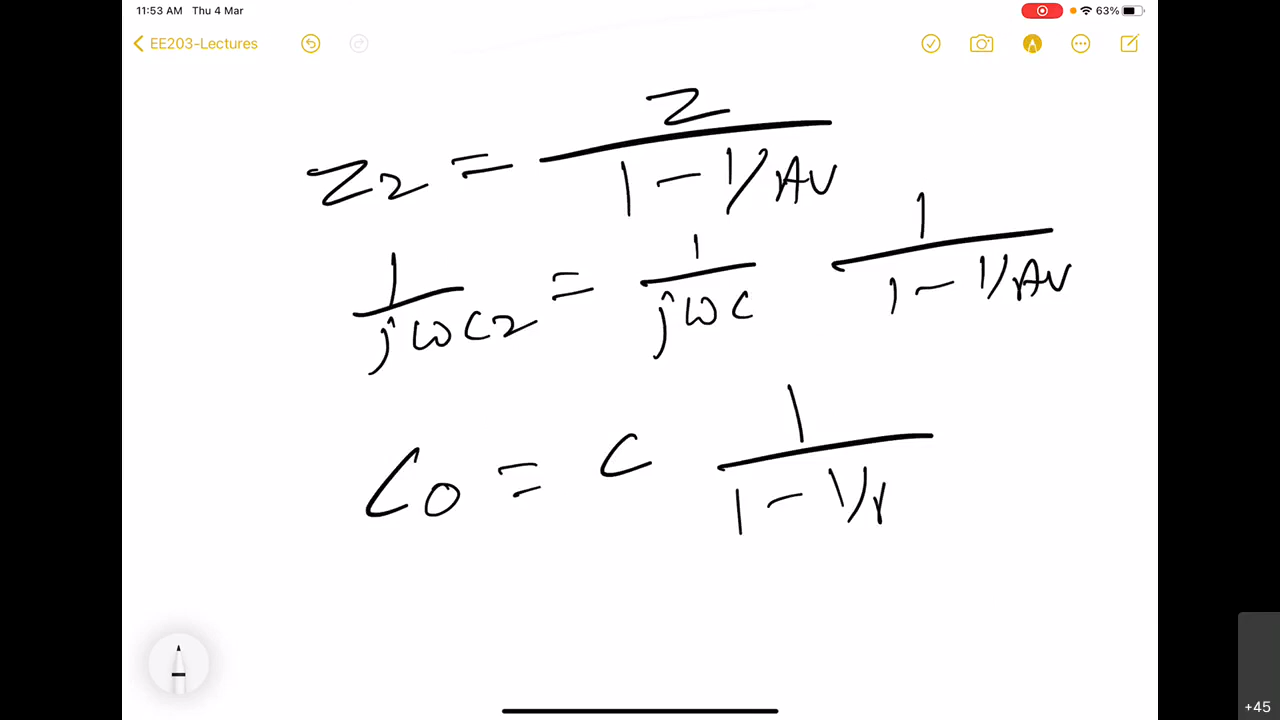 11:53 AM Thu 4 Mar 63%
EE203-Lectures
Z2 = Z / (1 - 1/AV)
1/(jωC2) = 1/(jωC) 1/(1 - 1/AV)
Co = C 1/(1 - 1/
+45